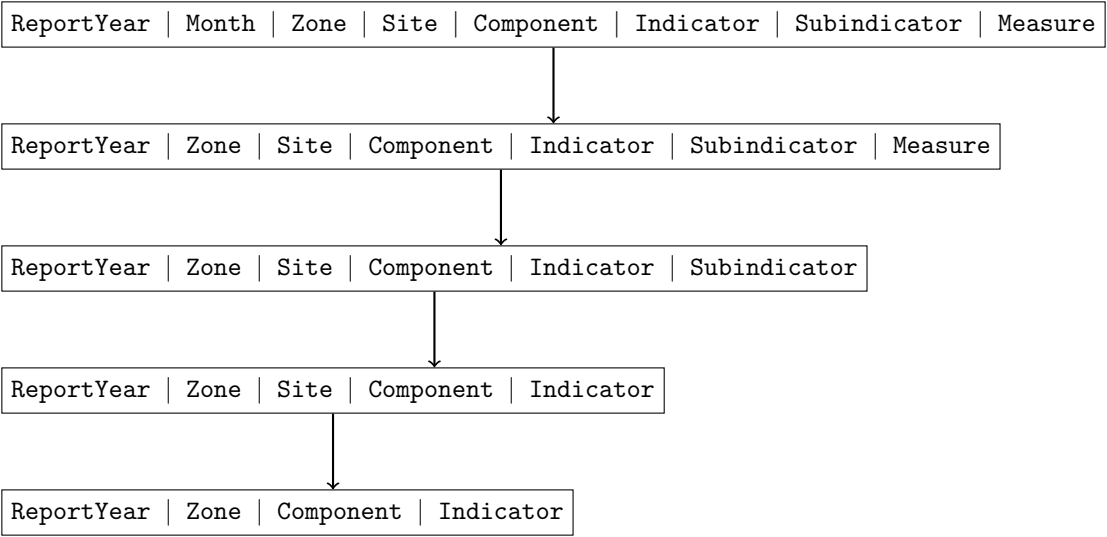 ReportYear | Month | Zone | Site | Component | Indicator | Subindicator | Measure
ReportYear | Zone | Site | Component | Indicator | Subindicator | Measure
ReportYear | Zone | Site | Component | Indicator | Subindicator
ReportYear | Zone | Site | Component | Indicator
ReportYear | Zone | Component | Indicator